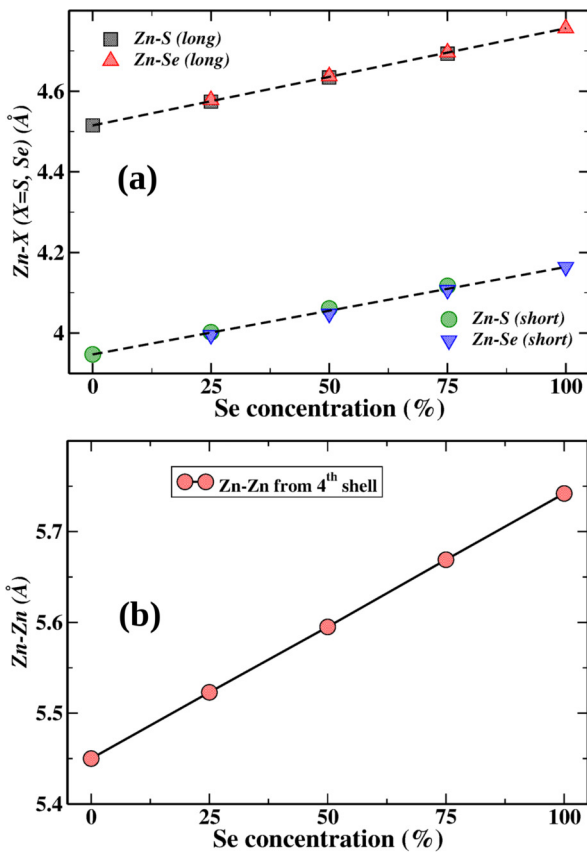 Zn-S (long)
Zn-Se (long)
4.6
4.4
4.2
4
Zn-X (X=S, Se) (Å)
(a)
Zn-S (short)
Zn-Se (short)
0 25 50 75 100
Se concentration (%)
Zn-Zn from 4th shell
5.7
5.6
5.5
5.4
Zn-Zn (Å)
(b)
0 25 50 75 100
Se concentration (%)